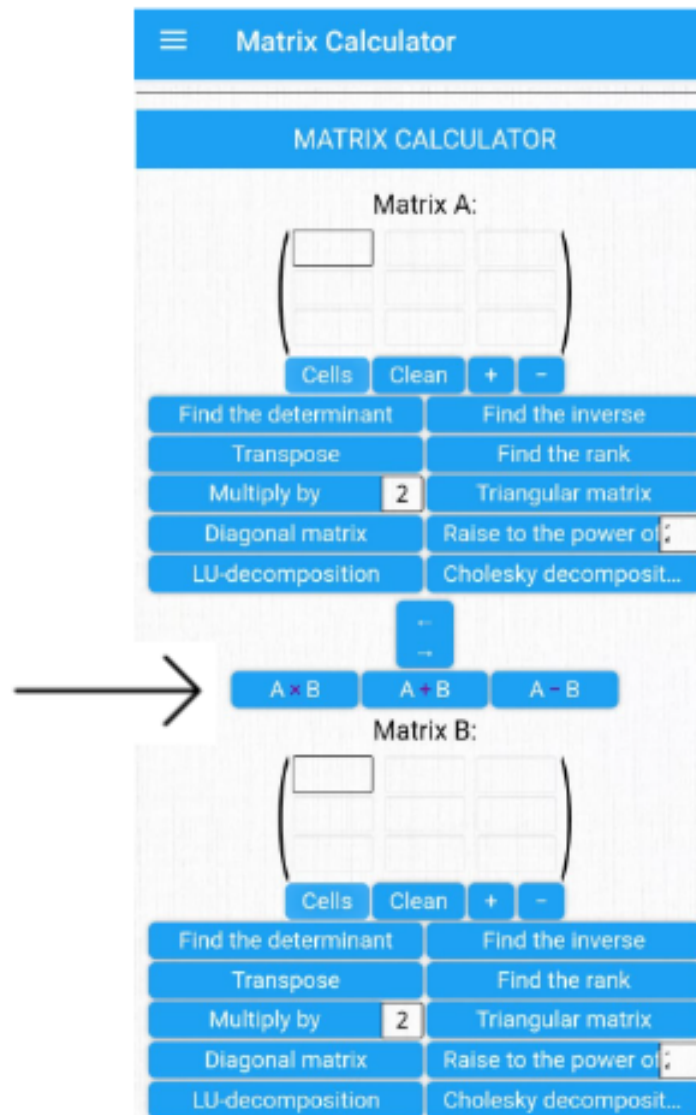 Matrix Calculator
MATRIX CALCULATOR
Matrix A:
Cells Clean + −
Find the determinant Find the inverse
Transpose Find the rank
Multiply by 2 Triangular matrix
Diagonal matrix Raise to the power of
LU-decomposition Cholesky decomposit...
←
→
A × B A + B A − B
Matrix B:
Cells Clean + −
Find the determinant Find the inverse
Transpose Find the rank
Multiply by 2 Triangular matrix
Diagonal matrix Raise to the power of
LU-decomposition Cholesky decomposit...